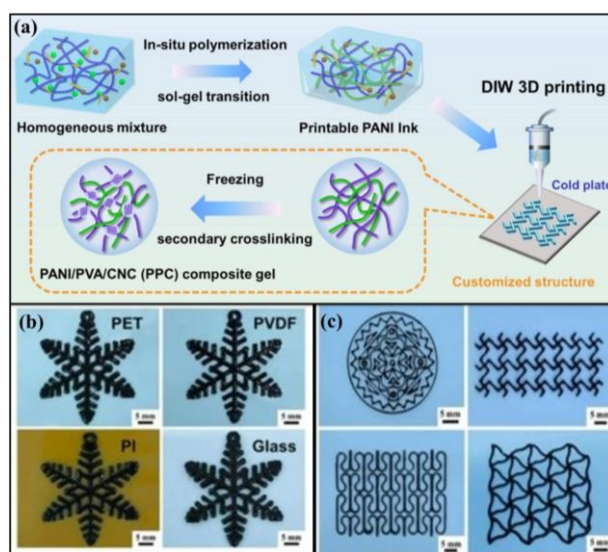 (a)
In-situ polymerization
sol-gel transition
DIW 3D printing
Homogeneous mixture
Printable PANI Ink
Cold plate
Freezing
secondary crosslinking
PANI/PVA/CNC (PPC) composite gel
Customized structure
(b)
PET
PVDF
5 mm
5 mm
PI
Glass
5 mm
5 mm
(c)
5 mm
5 mm
5 mm
5 mm